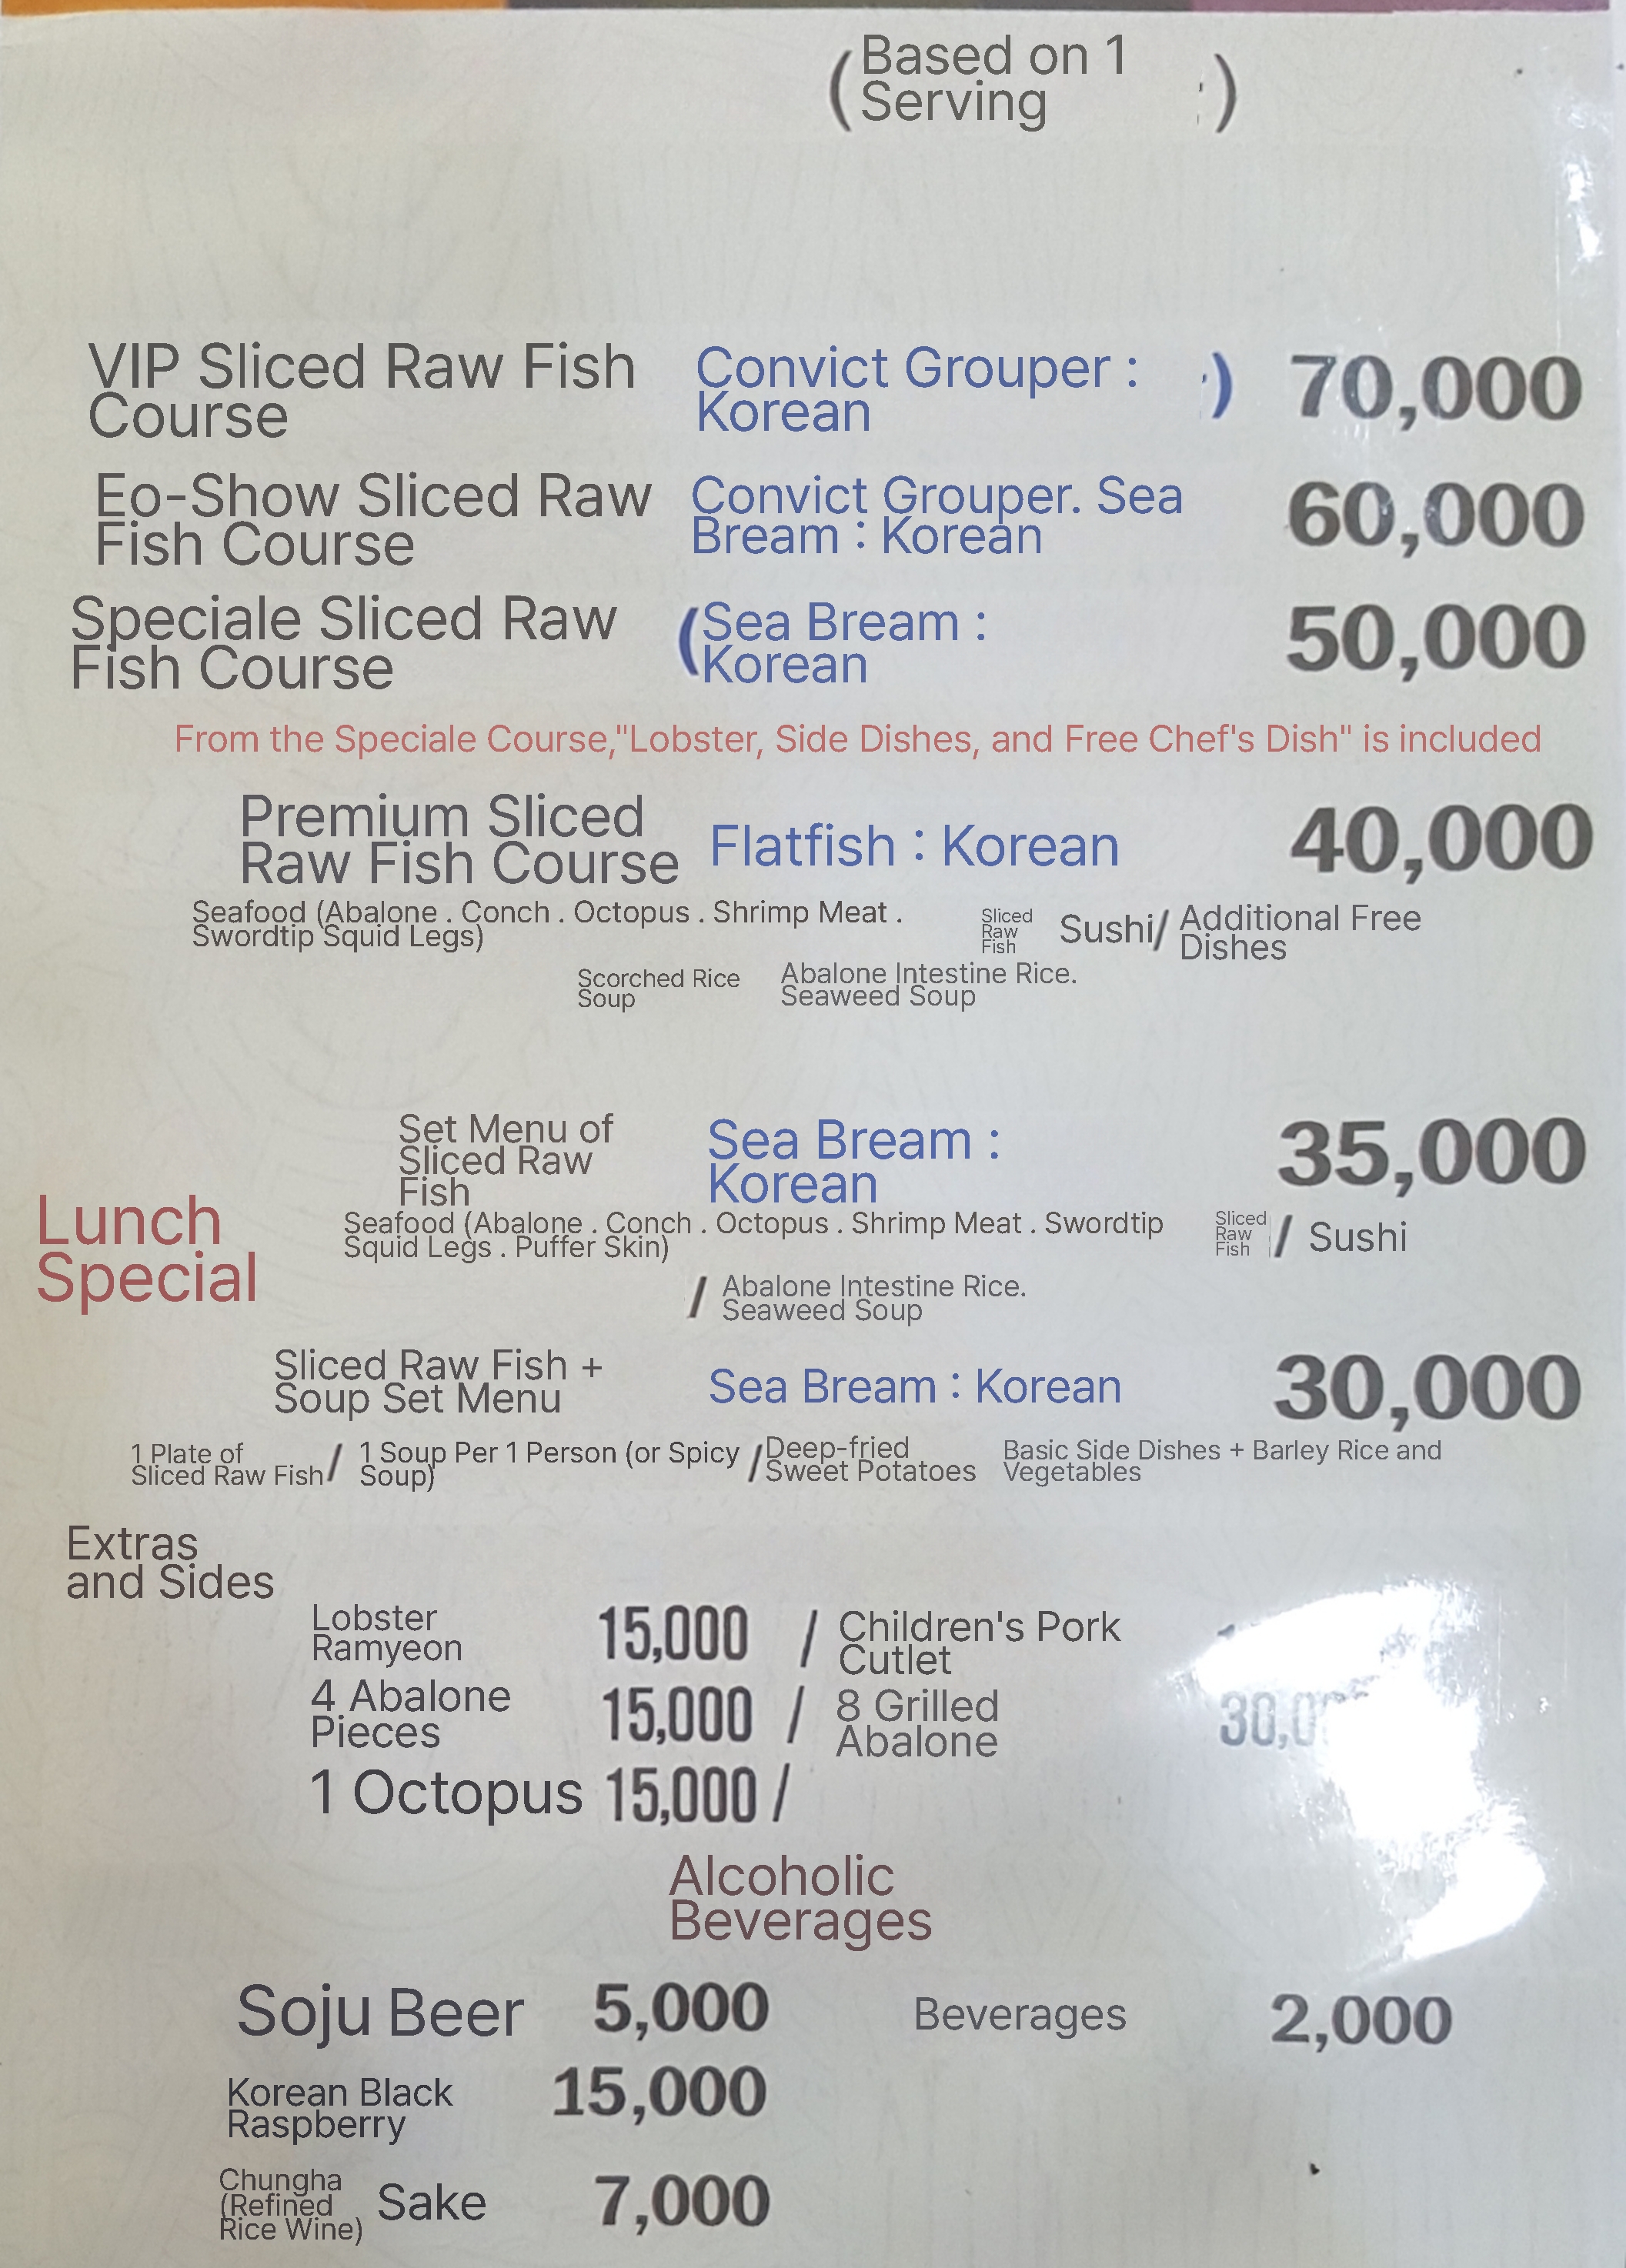 (Based on 1
Serving )
VIP Sliced Raw Fish
Course
Convict Grouper :
Korean
) 70,000
Eo-Show Sliced Raw
Fish Course
Convict Grouper. Sea
Bream : Korean
60,000
Speciale Sliced Raw
Fish Course
(Sea Bream :
Korean
50,000
From the Speciale Course,"Lobster, Side Dishes, and Free Chef's Dish" is included
Premium Sliced
Raw Fish Course
Flatfish : Korean
40,000
Seafood (Abalone . Conch . Octopus . Shrimp Meat .
Swordtip Squid Legs)
Sliced
Raw
Fish
Sushi/
Additional Free
Dishes
Scorched Rice
Soup
Abalone Intestine Rice.
Seaweed Soup
Lunch
Special
Set Menu of
Sliced Raw
Fish
Sea Bream :
Korean
35,000
Seafood (Abalone . Conch . Octopus . Shrimp Meat . Swordtip
Squid Legs . Puffer Skin)
Sliced
Raw
Fish
/ Sushi
/ Abalone Intestine Rice.
Seaweed Soup
Sliced Raw Fish +
Soup Set Menu
Sea Bream : Korean
30,000
1 Plate of
Sliced Raw Fish /
1 Soup Per 1 Person (or Spicy
Soup)
/ Deep-fried
Sweet Potatoes
Basic Side Dishes + Barley Rice and
Vegetables
Extras
and Sides
Lobster
Ramyeon
15,000 /
Children's Pork
Cutlet
4 Abalone
Pieces
15,000 /
8 Grilled
Abalone
1 Octopus 15,000 /
Alcoholic
Beverages
Soju Beer 5,000
Beverages 2,000
Korean Black
Raspberry
15,000
Chungha
(Refined
Rice Wine)
Sake 7,000